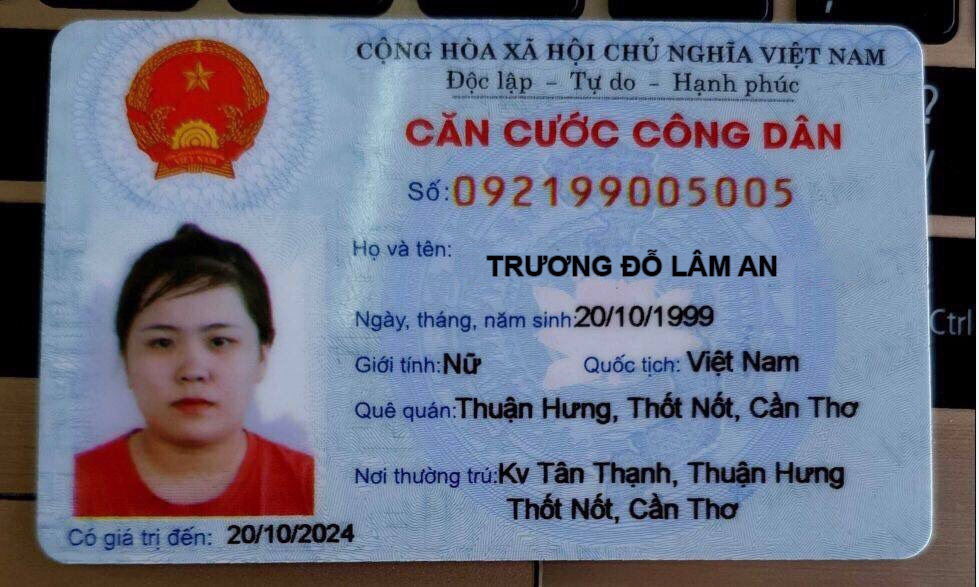 CỘNG HÒA XÃ HỘI CHỦ NGHĨA VIỆT NAM
Độc lập - Tự do - Hạnh phúc
CĂN CƯỚC CÔNG DÂN
Số: 092199005005
Họ và tên: TRƯƠNG ĐỖ LÂM AN
Ngày, tháng, năm sinh: 20/10/1999
Giới tính: Nữ Quốc tịch: Việt Nam
Quê quán: Thuận Hưng, Thốt Nốt, Cần Thơ
Nơi thường trú: Kv Tân Thạnh, Thuận Hưng
Thốt Nốt, Cần Thơ
Có giá trị đến: 20/10/2024
VIỆT NAM
?
/
Ctrl